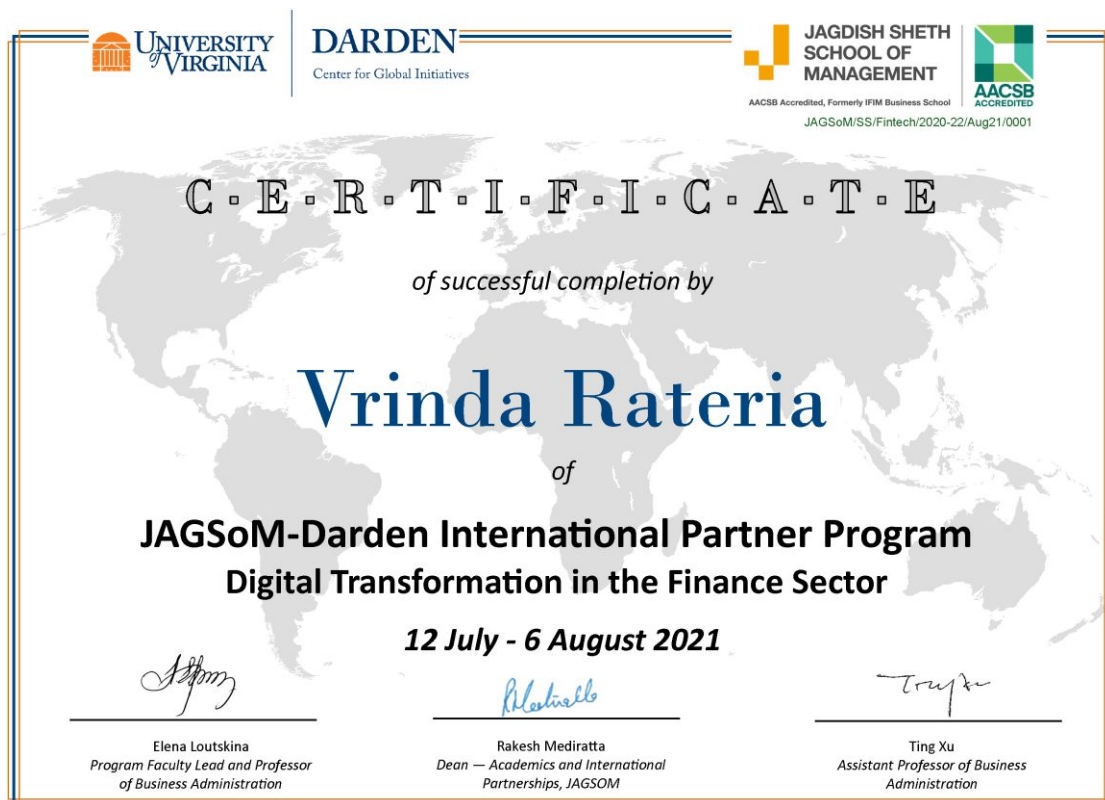 UNIVERSITY
of VIRGINIA
DARDEN
Center for Global Initiatives
JAGDISH SHETH
SCHOOL OF
MANAGEMENT
AACSB Accredited, Formerly IFIM Business School
AACSB
ACCREDITED
JAGSoM/SS/Fintech/2020-22/Aug21/0001
C▫E▫R▫T▫I▫F▫I▫C▫A▫T▫E
of successful completion by
Vrinda Rateria
of
JAGSoM-Darden International Partner Program
Digital Transformation in the Finance Sector
12 July - 6 August 2021
Elena Loutskina
Program Faculty Lead and Professor
of Business Administration
Rakesh Mediratta
Dean — Academics and International
Partnerships, JAGSOM
Ting Xu
Assistant Professor of Business
Administration